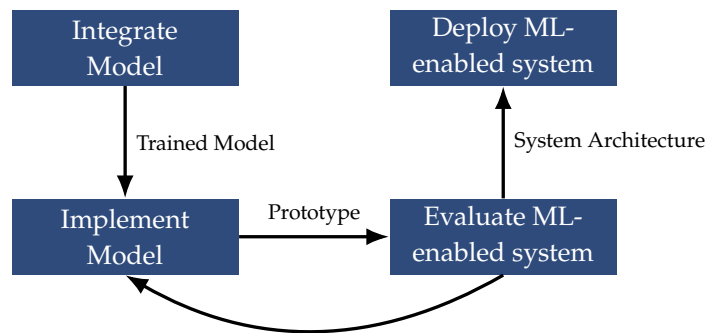 Integrate
Model
Deploy ML-
enabled system
Trained Model
System Architecture
Implement
Model
Prototype
Evaluate ML-
enabled system